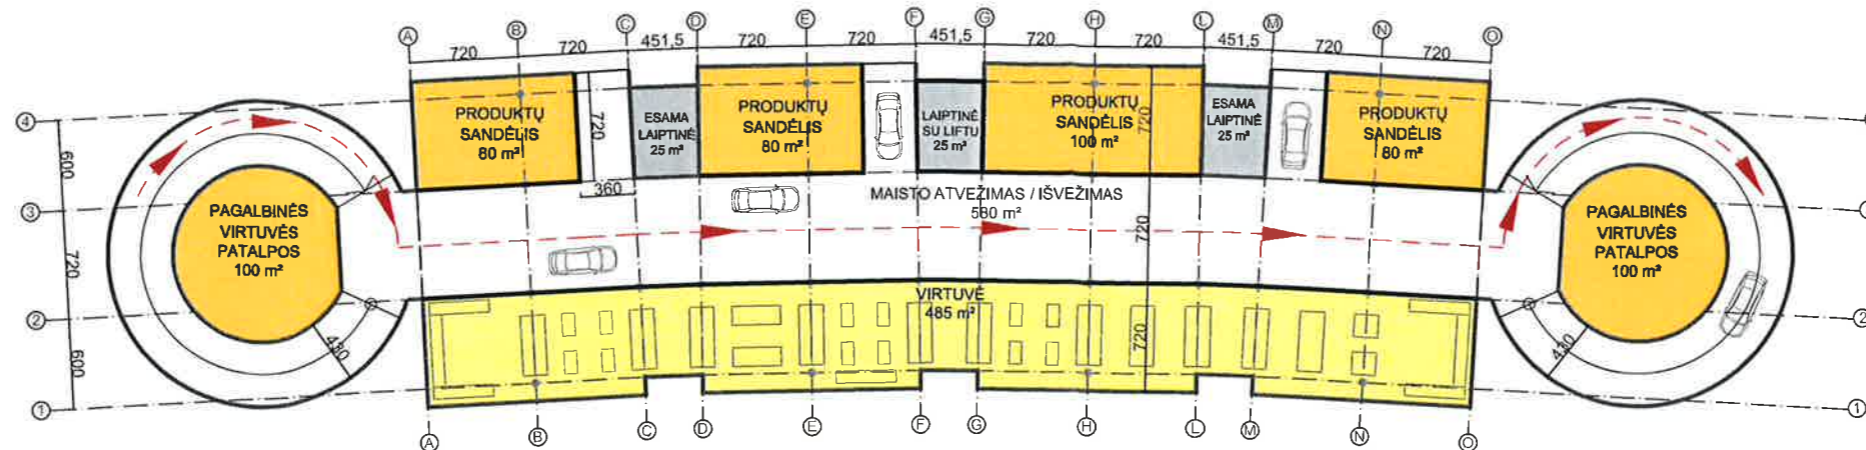 A B C D E F G H L M N O
720 720 451,5 720 720 451,5 720 720 451,5 720 720
4
3
2
1
600
720
600
PRODUKTŲ
SANDĖLIS
80 m²
720
360
ESAMA
LAIPTINĖ
25 m²
PRODUKTŲ
SANDĖLIS
80 m²
LAIPTINĖ
SU LIFTU
25 m²
PRODUKTŲ
SANDĖLIS
100 m²
720
ESAMA
LAIPTINĖ
25 m²
PRODUKTŲ
SANDĖLIS
80 m²
PAGALBINĖS
VIRTUVĖS
PATALPOS
100 m²
430
MAISTO ATVEŽIMAS / IŠVEŽIMAS
580 m²
720
PAGALBINĖS
VIRTUVĖS
PATALPOS
100 m²
430
VIRTUVĖ
485 m²
720
2
1
A B C D E F G H L M N O